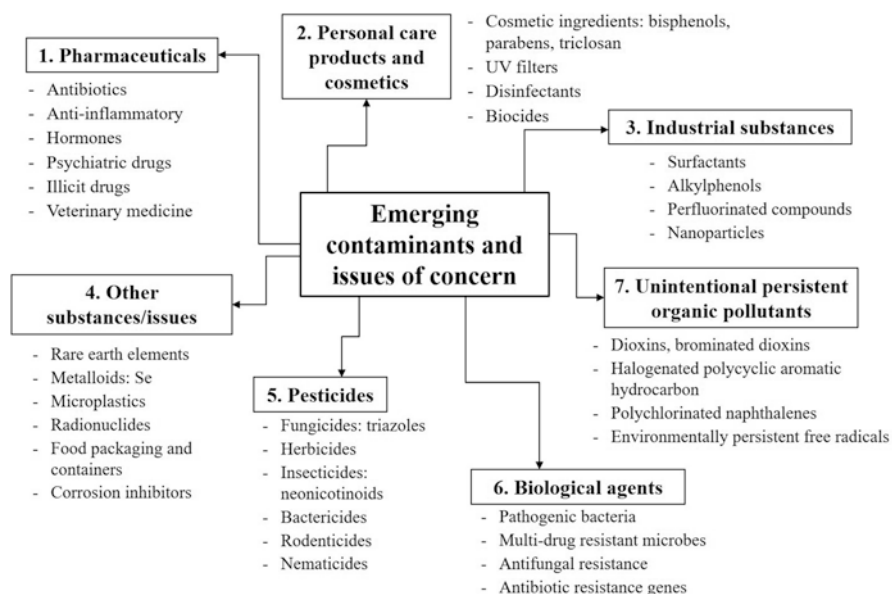 1. Pharmaceuticals
- Antibiotics
- Anti-inflammatory
- Hormones
- Psychiatric drugs
- Illicit drugs
- Veterinary medicine
2. Personal care
products and
cosmetics
- Cosmetic ingredients: bisphenols,
parabens, triclosan
- UV filters
- Disinfectants
- Biocides
3. Industrial substances
- Surfactants
- Alkylphenols
- Perfluorinated compounds
- Nanoparticles
Emerging
contaminants and
issues of concern
4. Other
substances/issues
- Rare earth elements
- Metalloids: Se
- Microplastics
- Radionuclides
- Food packaging and
containers
- Corrosion inhibitors
5. Pesticides
- Fungicides: triazoles
- Herbicides
- Insecticides:
neonicotinoids
- Bactericides
- Rodenticides
- Nematicides
6. Biological agents
- Pathogenic bacteria
- Multi-drug resistant microbes
- Antifungal resistance
- Antibiotic resistance genes
7. Unintentional persistent
organic pollutants
- Dioxins, brominated dioxins
- Halogenated polycyclic aromatic
hydrocarbon
- Polychlorinated naphthalenes
- Environmentally persistent free radicals